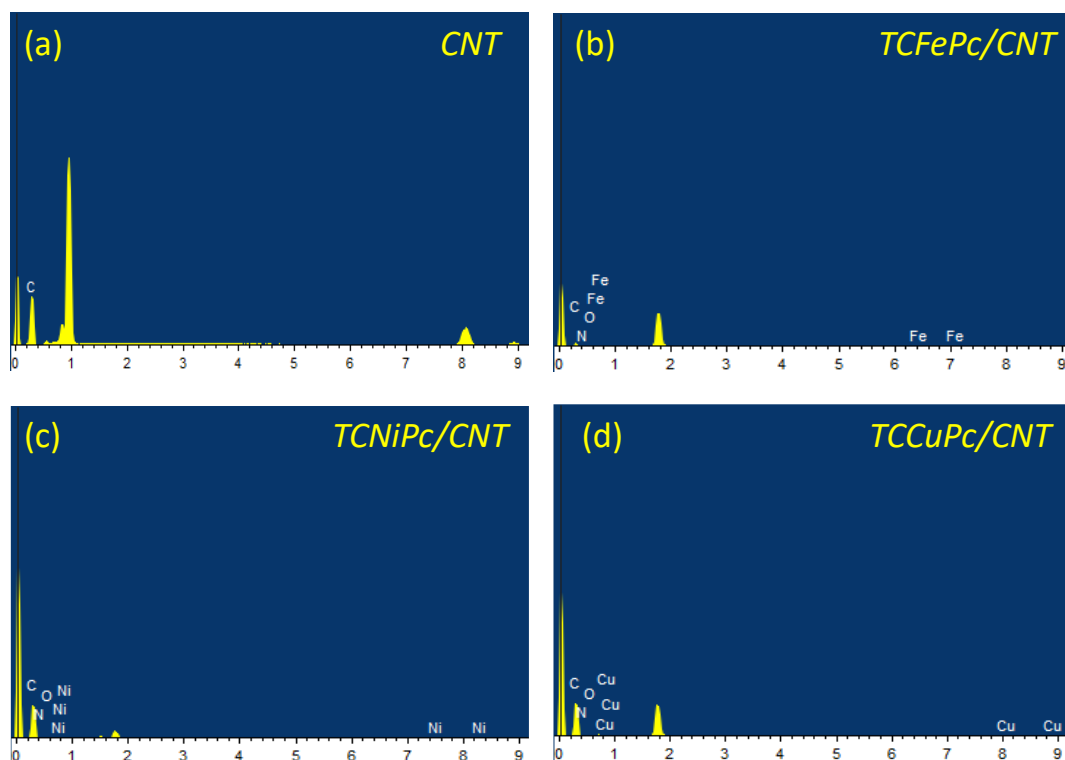 (a) CNT
C
0 1 2 3 4 5 6 7 8 9
(b) TCFePc/CNT
Fe
Fe
C
O
N Fe Fe
0 1 2 3 4 5 6 7 8 9
(c) TCNiPc/CNT
C O Ni
N Ni
Ni Ni Ni
0 1 2 3 4 5 6 7 8 9
(d) TCCuPc/CNT
Cu
C O
N Cu
Cu Cu Cu
0 1 2 3 4 5 6 7 8 9